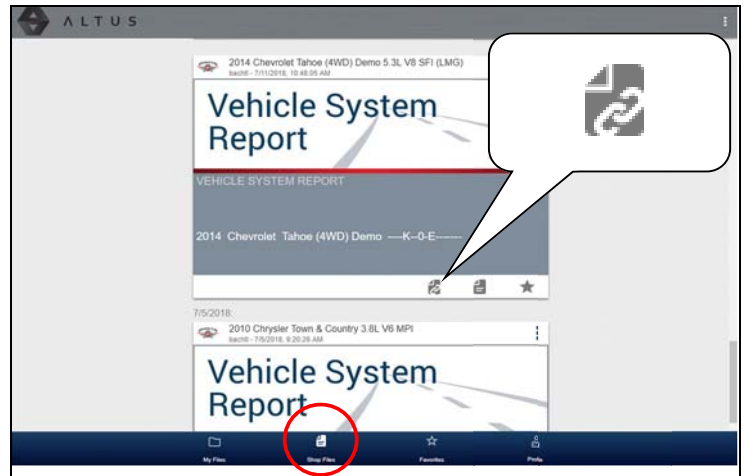 ALTUS
2014 Chevrolet Tahoe (4WD) Demo 5.3L V8 SFI (LMG)
bachtl - 7/11/2018, 10:48:05 AM
Vehicle System
Report
VEHICLE SYSTEM REPORT
2014 Chevrolet Tahoe (4WD) Demo ----K--0-E-------
7/5/2018:
2010 Chrysler Town & Country 3.8L V6 MPI
bachtl - 7/5/2018, 9:20:26 AM
Vehicle System
Report
My Files Shop Files Favorites Profile